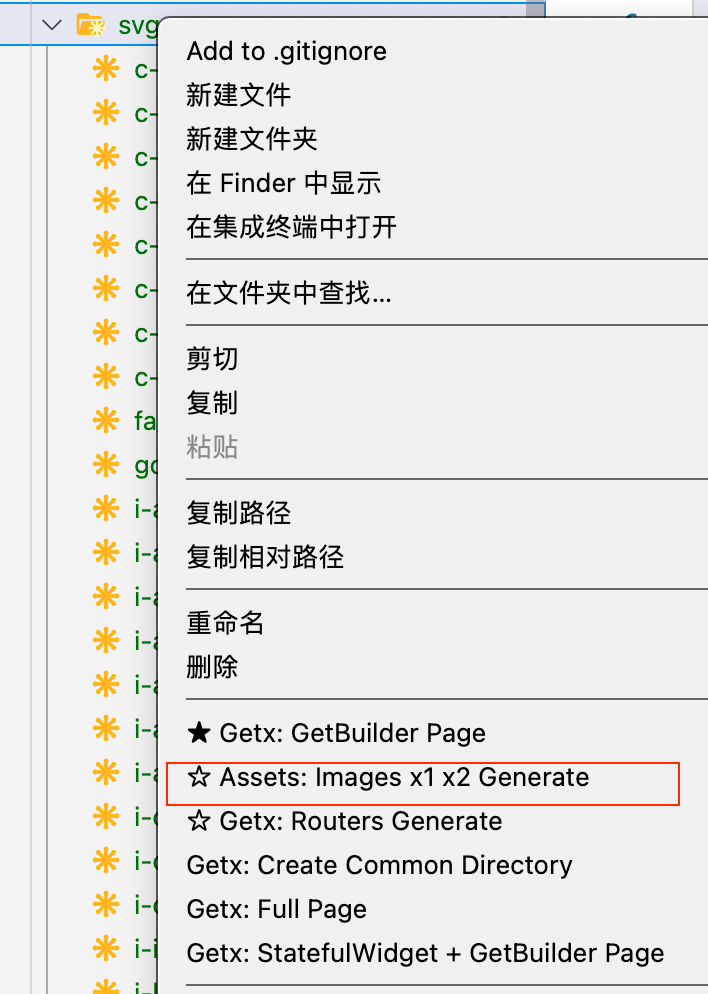 svg
Add to .gitignore
新建文件
新建文件夹
在 Finder 中显示
在集成终端中打开
在文件夹中查找...
剪切
复制
粘贴
复制路径
复制相对路径
重命名
删除
★ Getx: GetBuilder Page
☆ Assets: Images x1 x2 Generate
☆ Getx: Routers Generate
Getx: Create Common Directory
Getx: Full Page
Getx: StatefulWidget + GetBuilder Page
c-
c-
c-
c-
c-
c-
c-
c-
fa